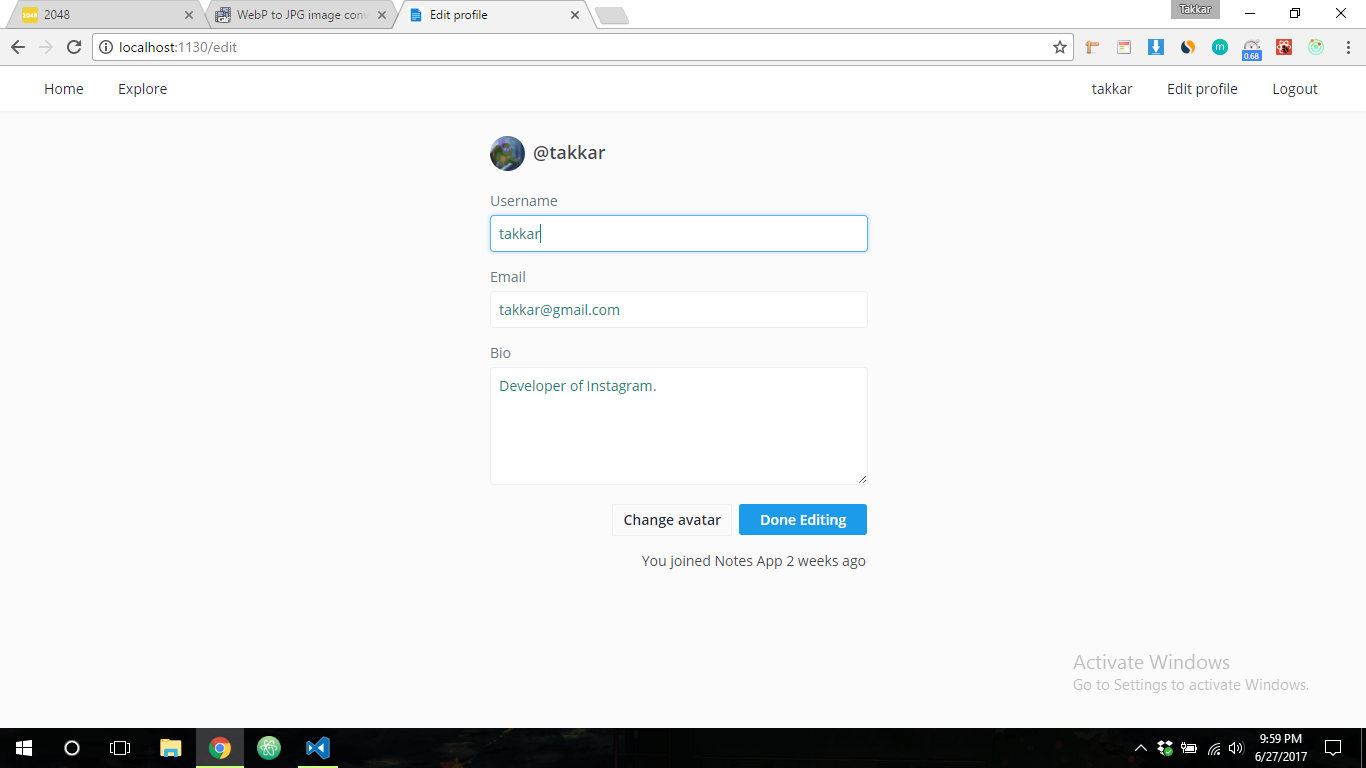 2048
WebP to JPG image conv
Edit profile
Takkar
localhost:1130/edit
m
0.68
Home
Explore
takkar
Edit profile
Logout
@takkar
Username
takkar
Email
takkar@gmail.com
Bio
Developer of Instagram.
Change avatar
Done Editing
You joined Notes App 2 weeks ago
Activate Windows
Go to Settings to activate Windows.
9:59 PM
6/27/2017